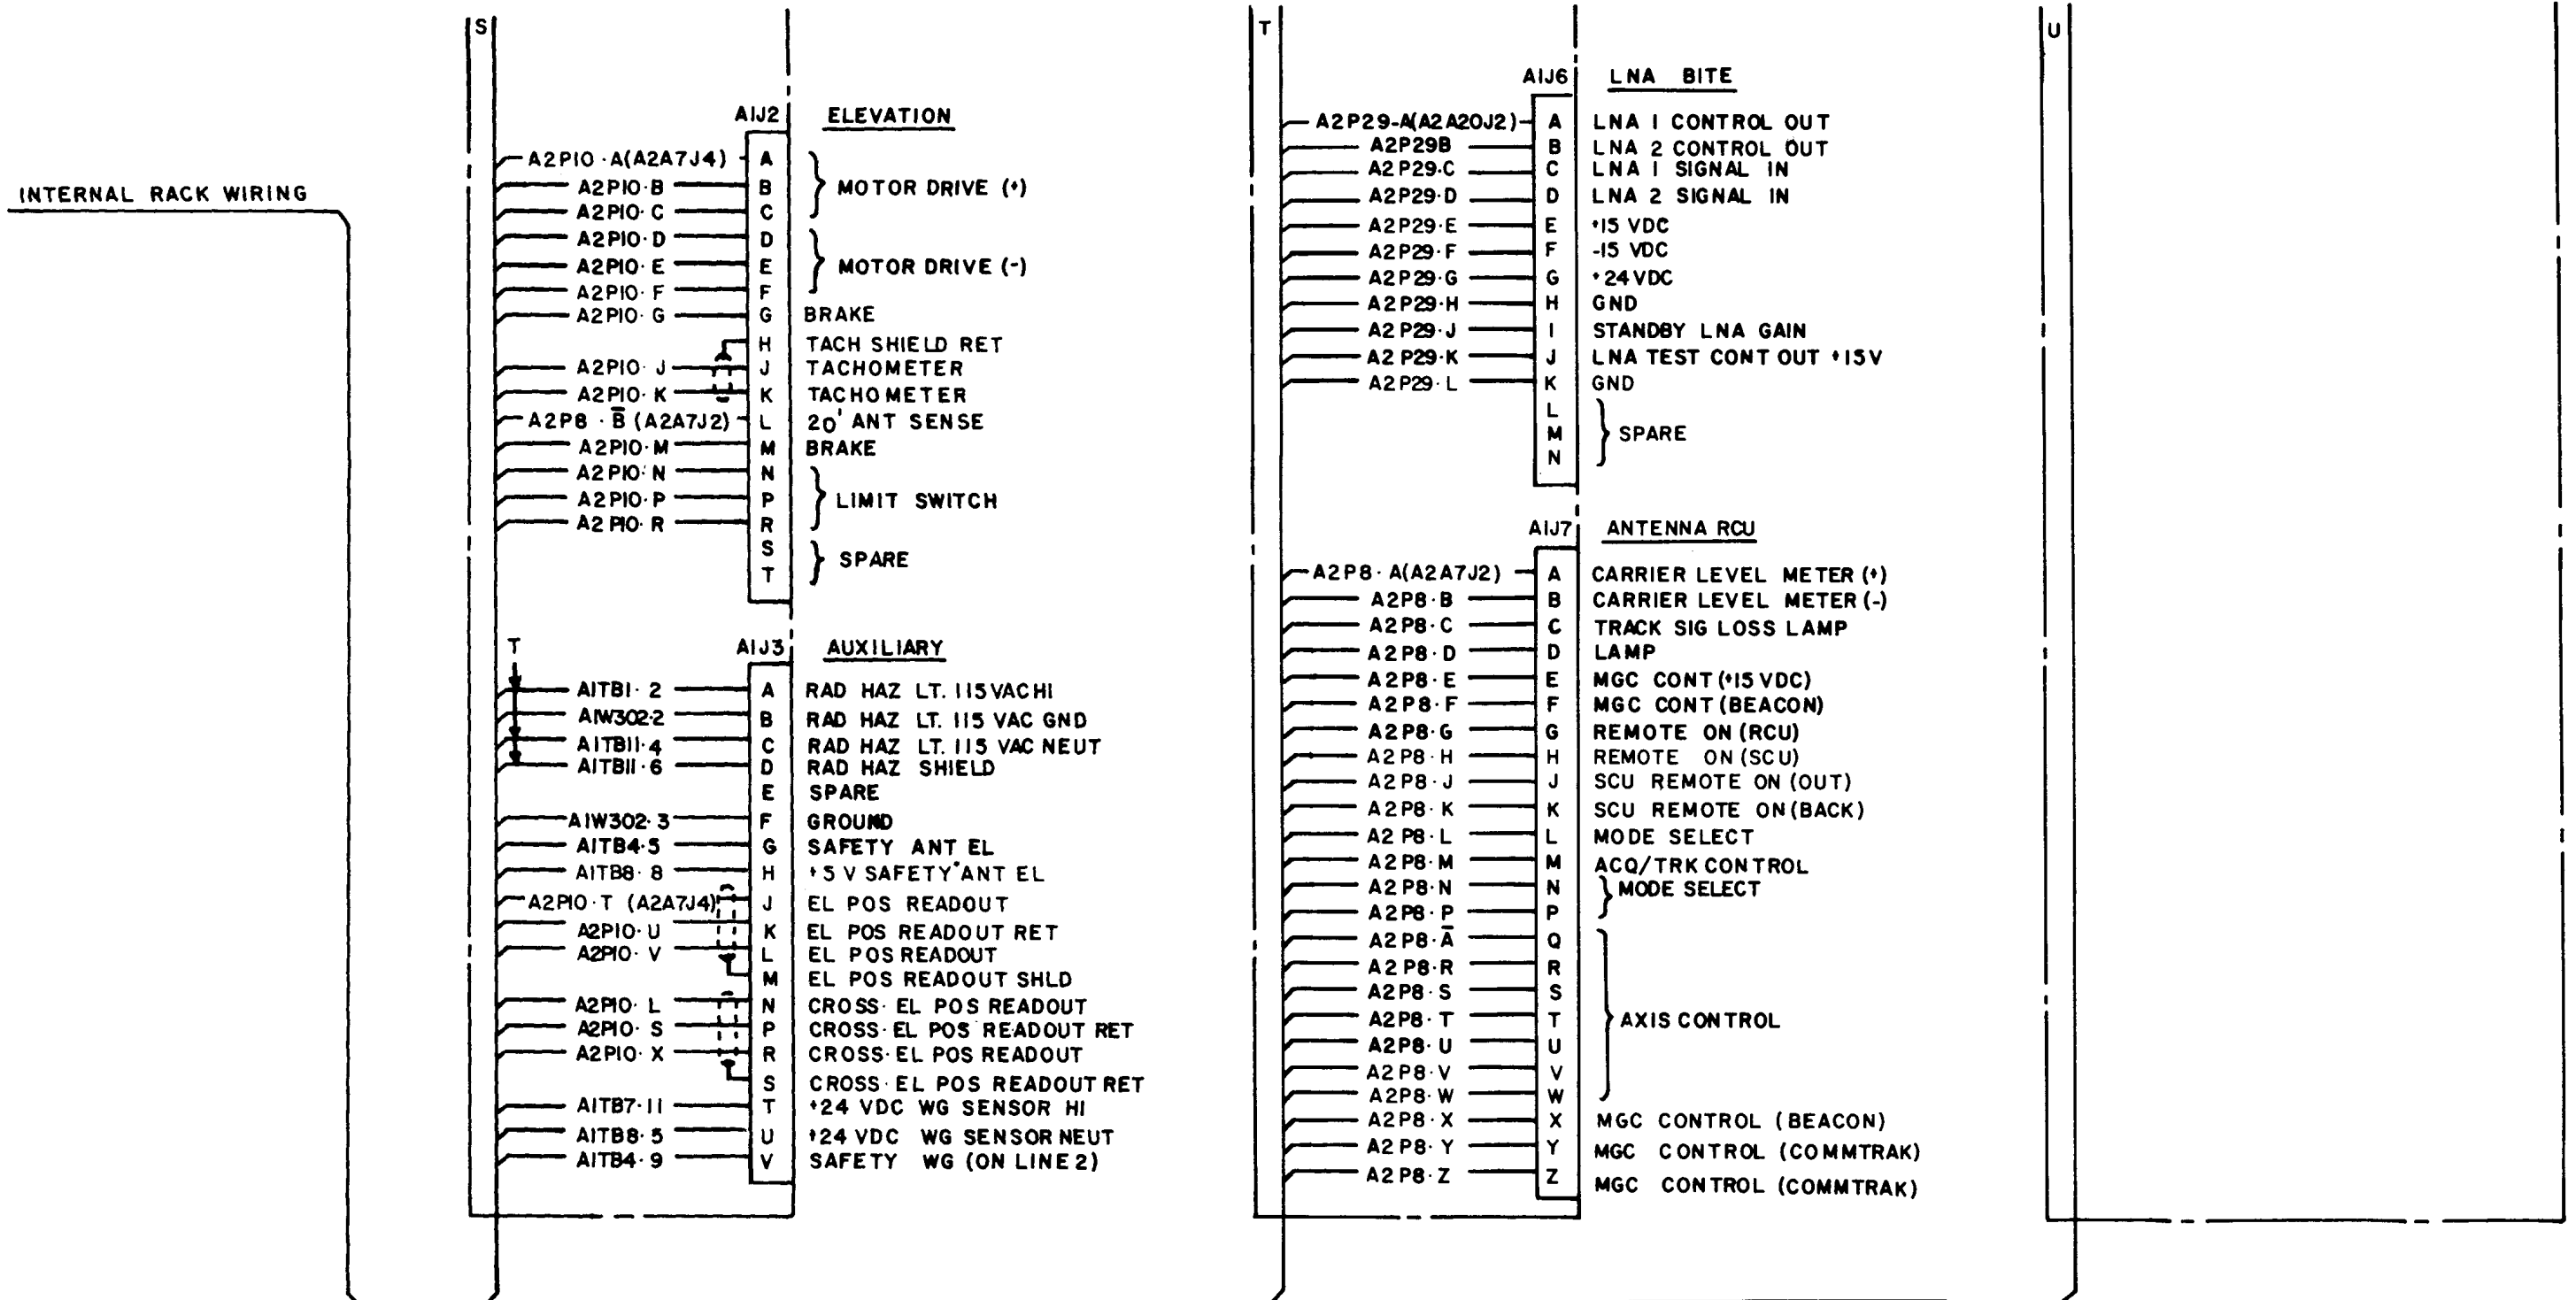 INTERNAL RACK WIRING
S
A1J2 ELEVATION
A2P10·A(A2A7J4) A
A2P10·B B MOTOR DRIVE (+)
A2P10·C C
A2P10·D D
A2P10·E E MOTOR DRIVE (-)
A2P10·F F
A2P10·G G BRAKE
H TACH SHIELD RET
A2P10·J J TACHOMETER
A2P10·K K TACHOMETER
A2P8·B̅ (A2A7J2) L 20' ANT SENSE
A2P10·M M BRAKE
A2P10·N N
A2P10·P P LIMIT SWITCH
A2P10·R R
S
SPARE
T
T
A1J3 AUXILIARY
A1TB1·2 A RAD HAZ LT. 115VACHI
A1W302·2 B RAD HAZ LT. 115 VAC GND
A1TB11·4 C RAD HAZ LT. 115 VAC NEUT
A1TB11·6 D RAD HAZ SHIELD
E SPARE
A1W302·3 F GROUND
A1TB4·5 G SAFETY ANT EL
A1TB8·8 H +5 V SAFETY ANT EL
A2P10·T (A2A7J4) J EL POS READOUT
A2P10·U K EL POS READOUT RET
A2P10·V L EL POS READOUT
M EL POS READOUT SHLD
A2P10·L N CROSS·EL POS READOUT
A2P10·S P CROSS·EL POS READOUT RET
A2P10·X R CROSS·EL POS READOUT
S CROSS·EL POS READOUT RET
A1TB7·11 T +24 VDC WG SENSOR HI
A1TB8·5 U +24 VDC WG SENSOR NEUT
A1TB4·9 V SAFETY WG (ON LINE 2)
T
A1J6 LNA BITE
A2P29-A(A2A20J2) A LNA 1 CONTROL OUT
A2P29B B LNA 2 CONTROL OUT
A2P29·C C LNA 1 SIGNAL IN
A2P29·D D LNA 2 SIGNAL IN
A2P29·E E +15 VDC
A2P29·F F -15 VDC
A2P29·G G +24VDC
A2P29·H H GND
A2P29·J I STANDBY LNA GAIN
A2P29·K J LNA TEST CONT OUT +15V
A2P29·L K GND
L
M SPARE
N
A1J7 ANTENNA RCU
A2P8·A(A2A7J2) A CARRIER LEVEL METER (+)
A2P8·B B CARRIER LEVEL METER (-)
A2P8·C C TRACK SIG LOSS LAMP
A2P8·D D LAMP
A2P8·E E MGC CONT (+15 VDC)
A2P8·F F MGC CONT (BEACON)
A2P8·G G REMOTE ON (RCU)
A2P8·H H REMOTE ON (SCU)
A2P8·J J SCU REMOTE ON (OUT)
A2P8·K K SCU REMOTE ON (BACK)
A2P8·L L MODE SELECT
A2P8·M M ACQ/TRK CONTROL
A2P8·N N MODE SELECT
A2P8·P P
A2P8·A̅ Q
A2P8·R R
A2P8·S S
A2P8·T T AXIS CONTROL
A2P8·U U
A2P8·V V
A2P8·W W
A2P8·X X MGC CONTROL (BEACON)
A2P8·Y Y MGC CONTROL (COMMTRAK)
A2P8·Z Z MGC CONTROL (COMMTRAK)
U